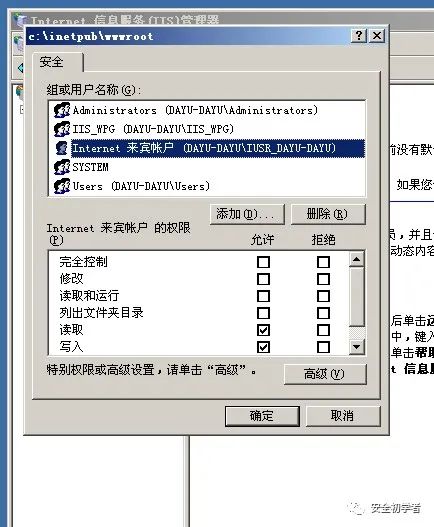 Internet 信息服务(IIS)管理器
c:\inetpub\wwwroot
安全
组或用户名称(G):
Administrators (DAYU-DAYU\Administrators)
IIS_WPG (DAYU-DAYU\IIS_WPG)
Internet 来宾帐户 (DAYU-DAYU\IUSR_DAYU-DAYU)
SYSTEM
Users (DAYU-DAYU\Users)
添加(D)...
删除(R)
Internet 来宾帐户 的权限
(P)
允许
拒绝
完全控制
修改
读取和运行
列出文件夹目录
读取
写入
特别权限或高级设置，请单击“高级”。
高级(V)
确定
取消
前没有默
如果您
员，并且
动态内容
后单击运
中，键入
单击帮助
t 信息服
安全初学者